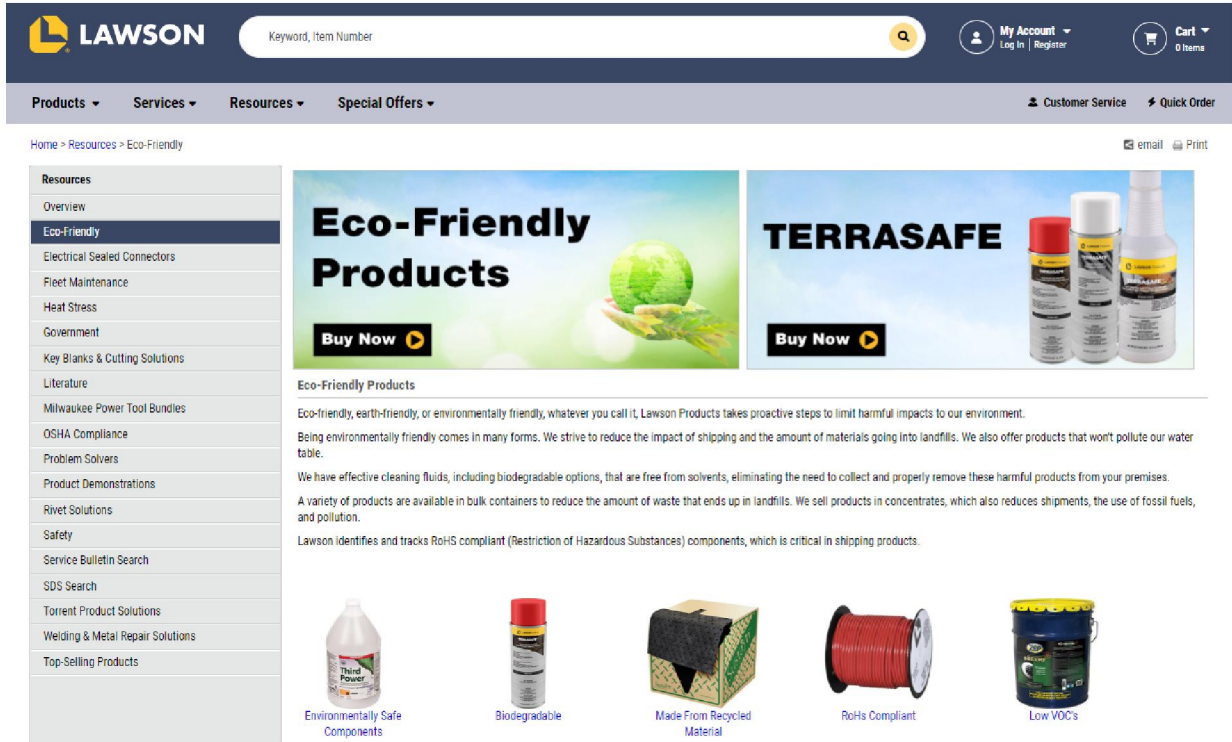 LAWSON
Keyword, Item Number
My Account
Log In | Register
Cart
0 Items
Products
Services
Resources
Special Offers
Customer Service
Quick Order
Home > Resources > Eco-Friendly
email
Print
Resources
Overview
Eco-Friendly
Electrical Sealed Connectors
Fleet Maintenance
Heat Stress
Government
Key Blanks & Cutting Solutions
Literature
Milwaukee Power Tool Bundles
OSHA Compliance
Problem Solvers
Product Demonstrations
Rivet Solutions
Safety
Service Bulletin Search
SDS Search
Torrent Product Solutions
Welding & Metal Repair Solutions
Top-Selling Products
Eco-Friendly
Products
Buy Now
TERRASAFE
Buy Now
Eco-Friendly Products
Eco-friendly, earth-friendly, or environmentally friendly, whatever you call it, Lawson Products takes proactive steps to limit harmful impacts to our environment.
Being environmentally friendly comes in many forms. We strive to reduce the impact of shipping and the amount of materials going into landfills. We also offer products that won't pollute our water
table.
We have effective cleaning fluids, including biodegradable options, that are free from solvents, eliminating the need to collect and properly remove these harmful products from your premises.
A variety of products are available in bulk containers to reduce the amount of waste that ends up in landfills. We sell products in concentrates, which also reduces shipments, the use of fossil fuels,
and pollution.
Lawson identifies and tracks RoHS compliant (Restriction of Hazardous Substances) components, which is critical in shipping products.
Third
Power
Environmentally Safe
Components
Biodegradable
Made From Recycled
Material
RoHs Compliant
Low VOC's